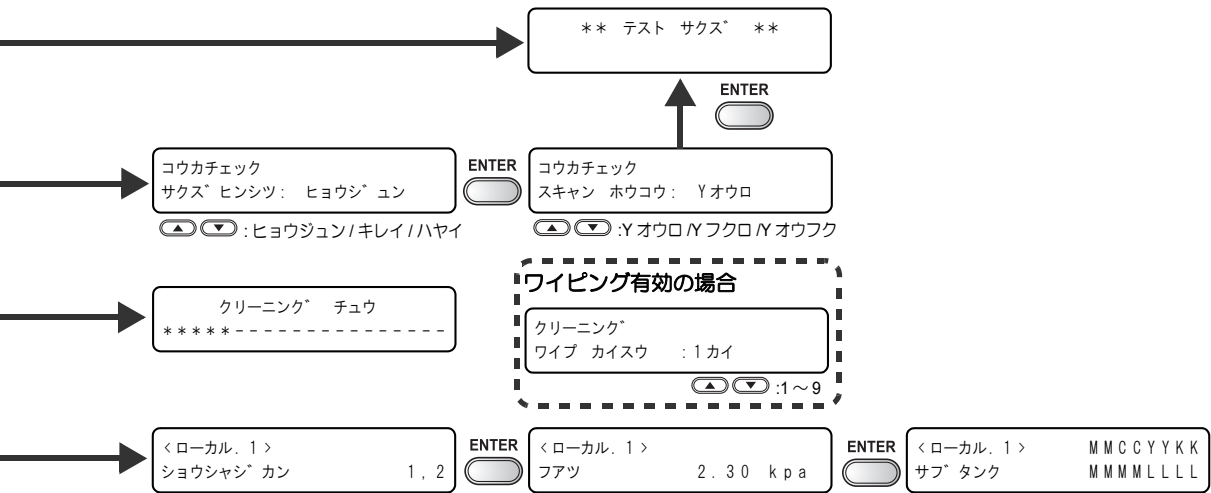 ** テスト サクズ゛ **
ENTER
コウカチェック
サクズ゛ヒンシツ: ヒョウジ゛ュン
ENTER
コウカチェック
スキャン ホウコウ: Yオウロ
:ヒョウジュン/キレイ/ハヤイ
:Yオウロ/Yフクロ/Yオウフク
クリーニング゛ チュウ
*****---------------
ワイピング有効の場合
クリーニング゛
ワイプ カイスウ :1カイ
:1～9
<ローカル.1>
ショウシャジ゛カン 1,2
ENTER
<ローカル.1>
フアツ 2.30 kpa
ENTER
<ローカル.1> MMCCYYKK
サブ゛タンク MMMMLLLL